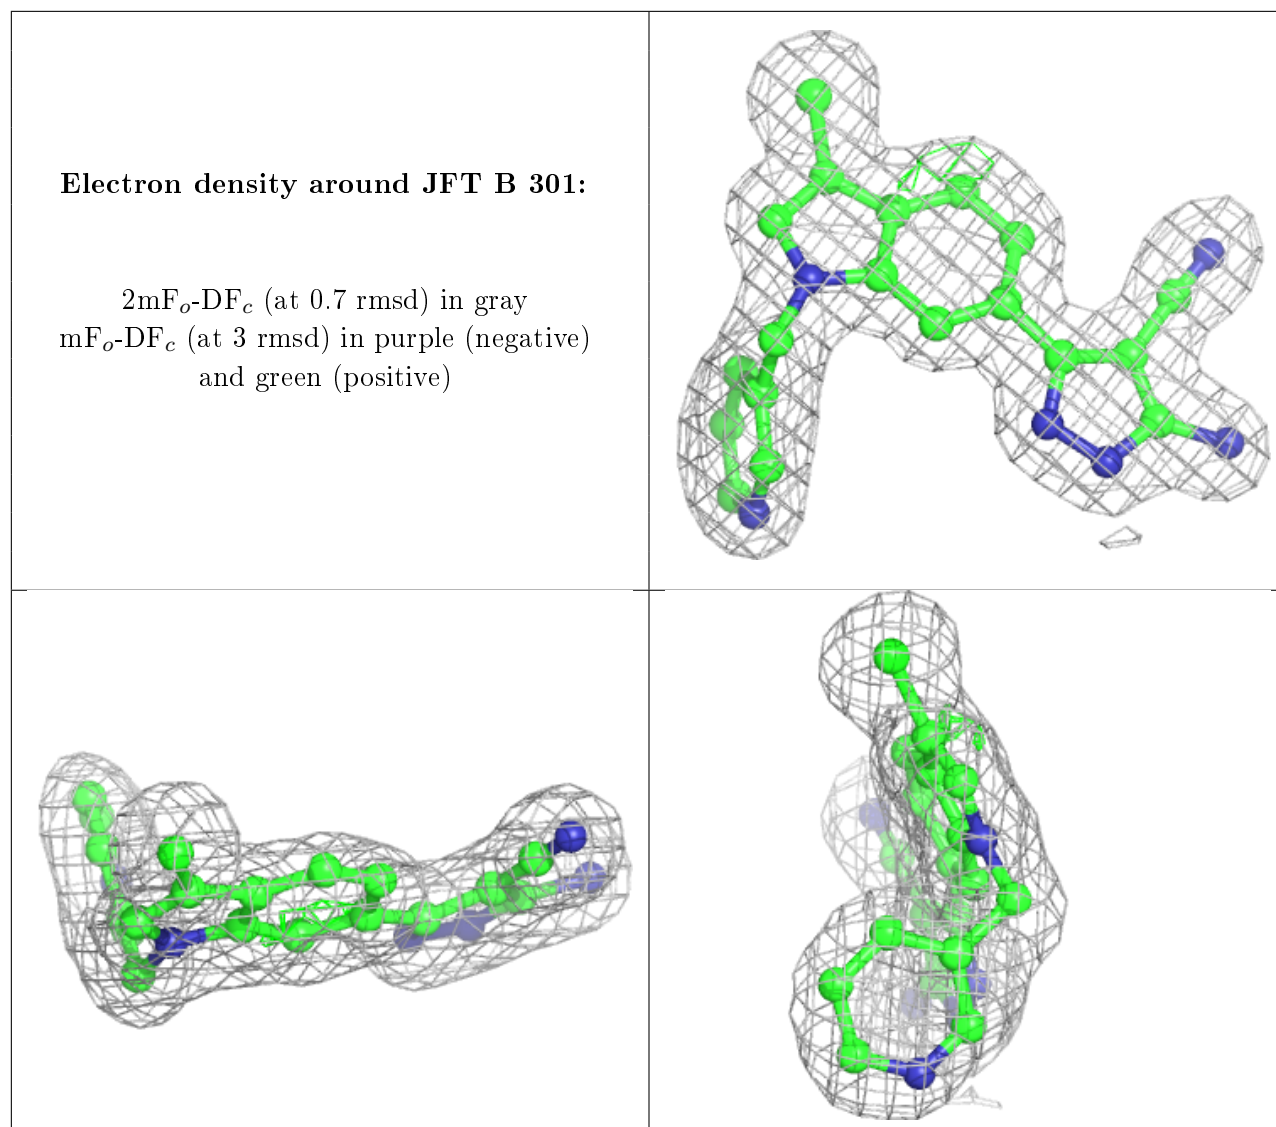 Electron density around JFT B 301:
2mFo-DFc (at 0.7 rmsd) in gray
mFo-DFc (at 3 rmsd) in purple (negative)
and green (positive)